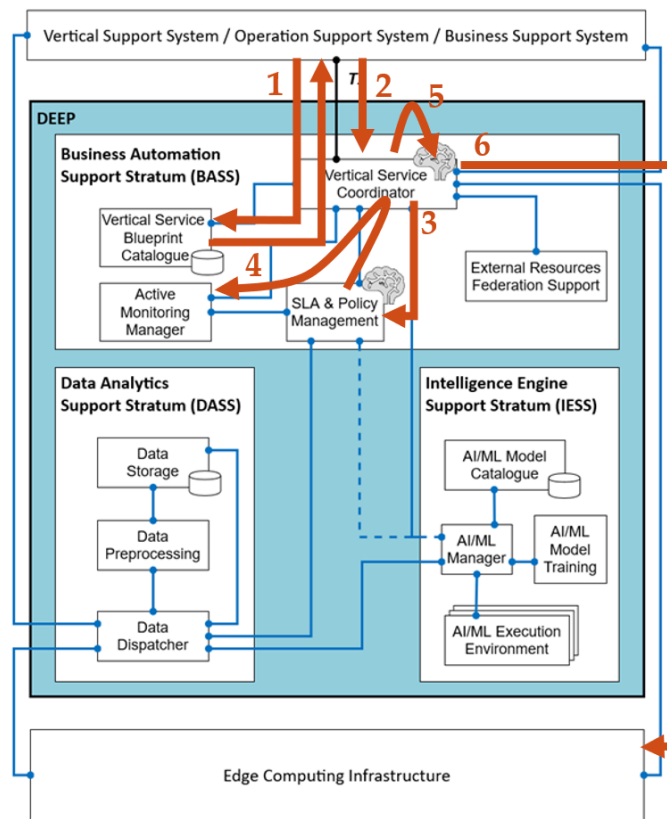 Vertical Support System / Operation Support System / Business Support System
1
T
2
5
DEEP
6
Business Automation
Support Stratum (BASS)
Vertical Service
Coordinator
Vertical Service
Blueprint
Catalogue
3
4
External Resources
Federation Support
Active
Monitoring
Manager
SLA & Policy
Management
Data Analytics
Support Stratum (DASS)
Intelligence Engine
Support Stratum (IESS)
Data
Storage
AI/ML Model
Catalogue
Data
Preprocessing
AI/ML
Manager
AI/ML
Model
Training
Data
Dispatcher
AI/ML Execution
Environment
Edge Computing Infrastructure